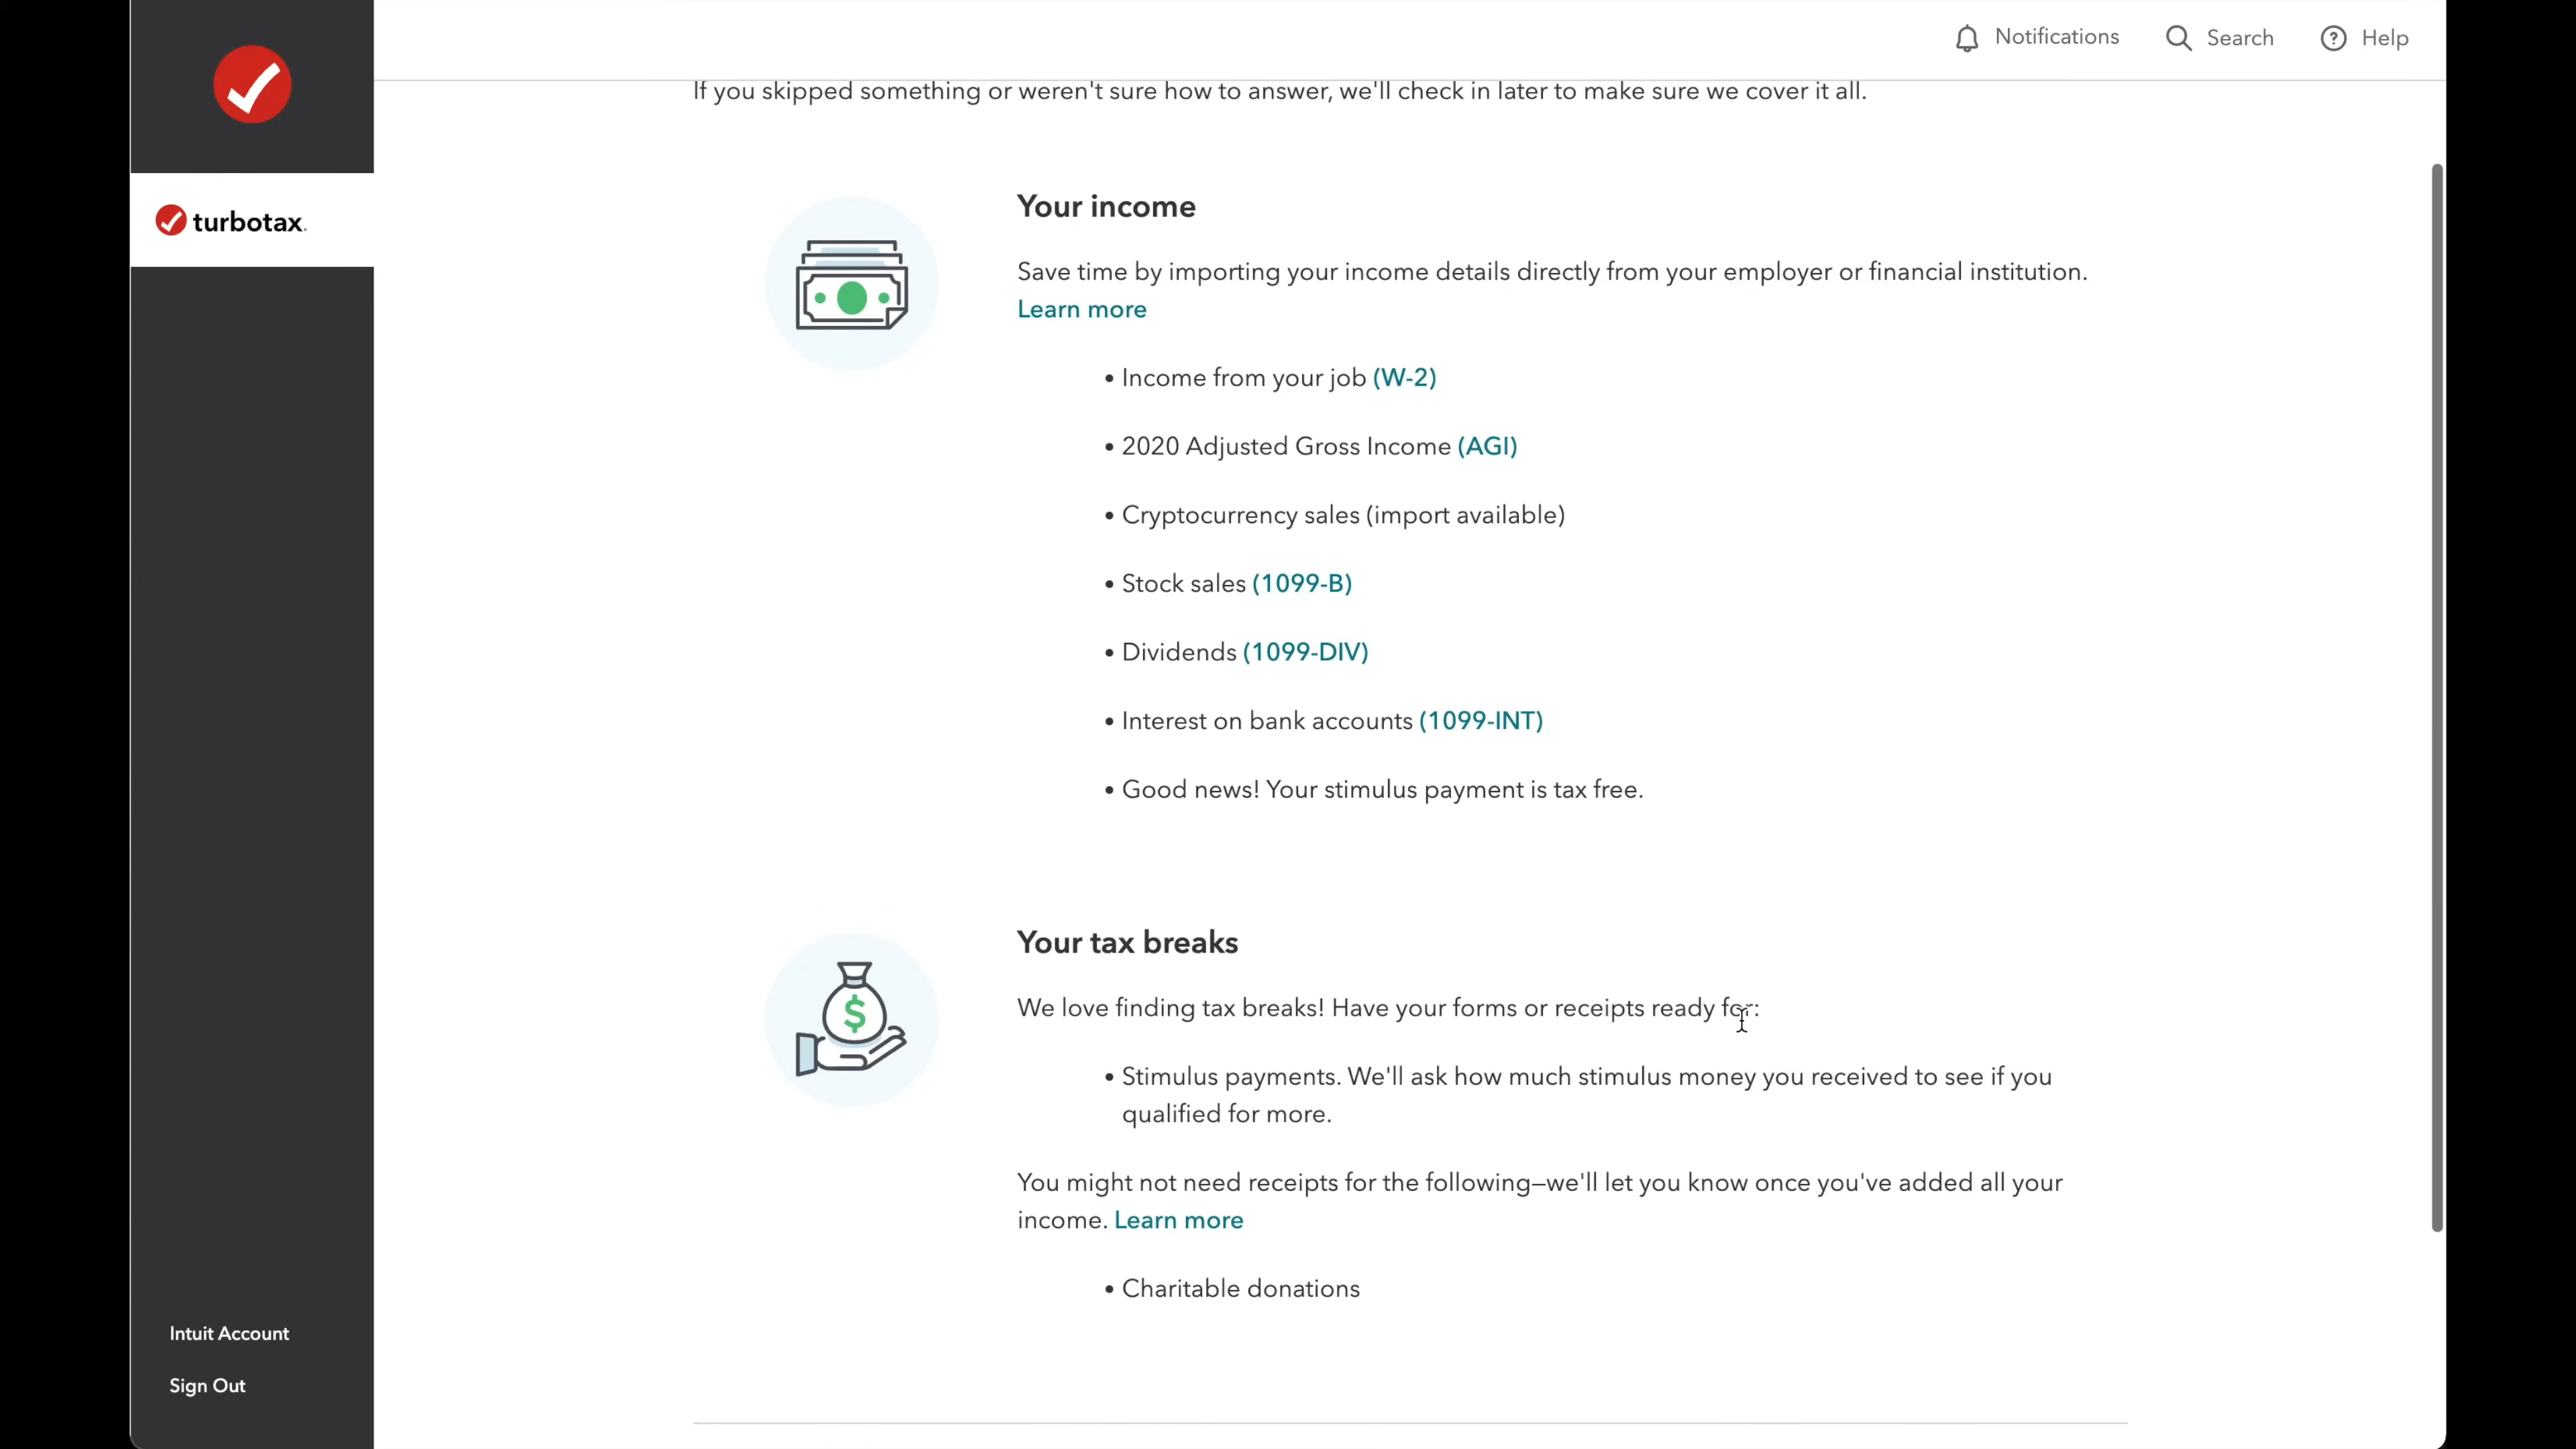 Notifications
Search
Help
turbotax.
If you skipped something or weren't sure how to answer, we'll check in later to make sure we cover it all.
Your income
Save time by importing your income details directly from your employer or financial institution.
Learn more
• Income from your job (W-2)
• 2020 Adjusted Gross Income (AGI)
• Cryptocurrency sales (import available)
• Stock sales (1099-B)
• Dividends (1099-DIV)
• Interest on bank accounts (1099-INT)
• Good news! Your stimulus payment is tax free.
Your tax breaks
We love finding tax breaks! Have your forms or receipts ready for:
• Stimulus payments. We'll ask how much stimulus money you received to see if you
qualified for more.
You might not need receipts for the following—we'll let you know once you've added all your
income. Learn more
• Charitable donations
Intuit Account
Sign Out